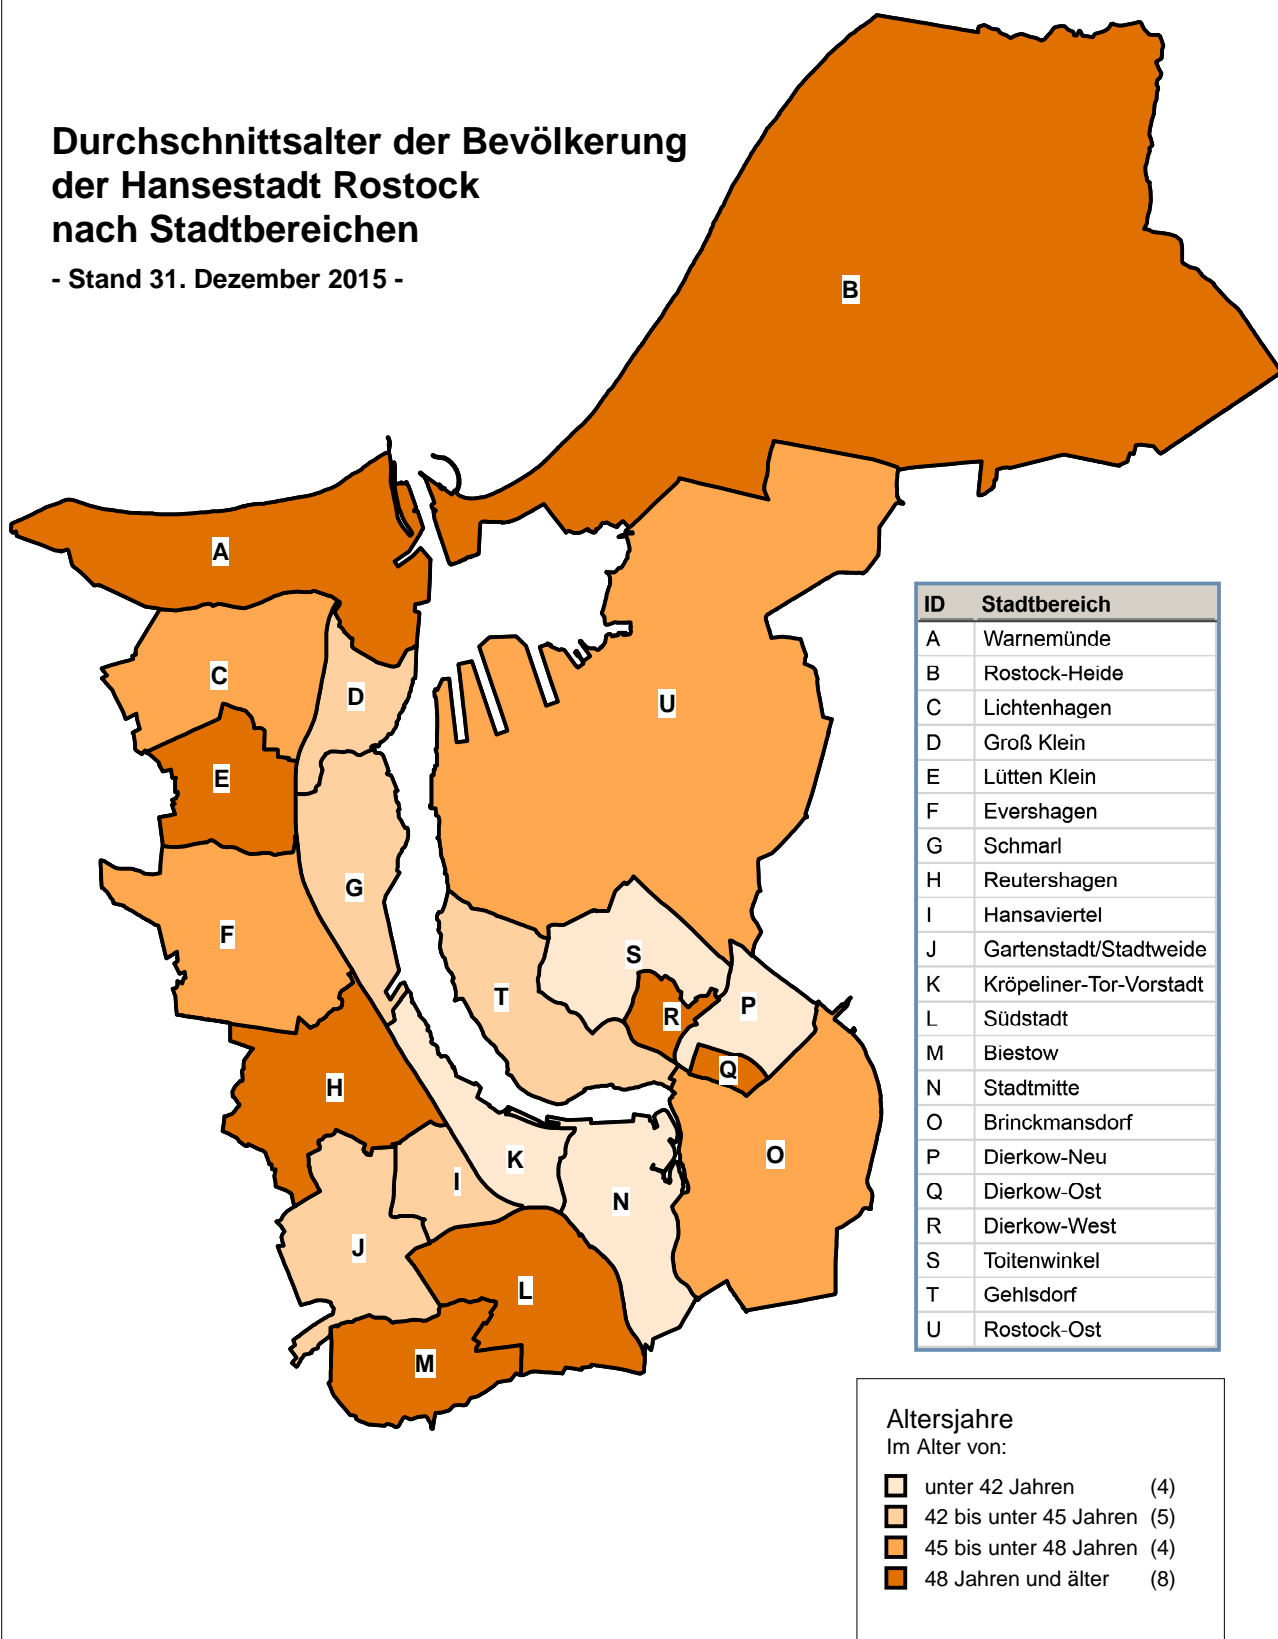 Durchschnittsalter der Bevölkerung
der Hansestadt Rostock
nach Stadtbereichen
- Stand 31. Dezember 2015 -
B
A
C
D
U
E
G
F
S
T
R
P
Q
H
K
O
I
N
J
L
M
ID Stadtbereich
A Warnemünde
B Rostock-Heide
C Lichtenhagen
D Groß Klein
E Lütten Klein
F Evershagen
G Schmarl
H Reutershagen
I Hansaviertel
J Gartenstadt/Stadtweide
K Kröpeliner-Tor-Vorstadt
L Südstadt
M Biestow
N Stadtmitte
O Brinckmansdorf
P Dierkow-Neu
Q Dierkow-Ost
R Dierkow-West
S Toitenwinkel
T Gehlsdorf
U Rostock-Ost
Altersjahre
Im Alter von:
unter 42 Jahren (4)
42 bis unter 45 Jahren (5)
45 bis unter 48 Jahren (4)
48 Jahren und älter (8)